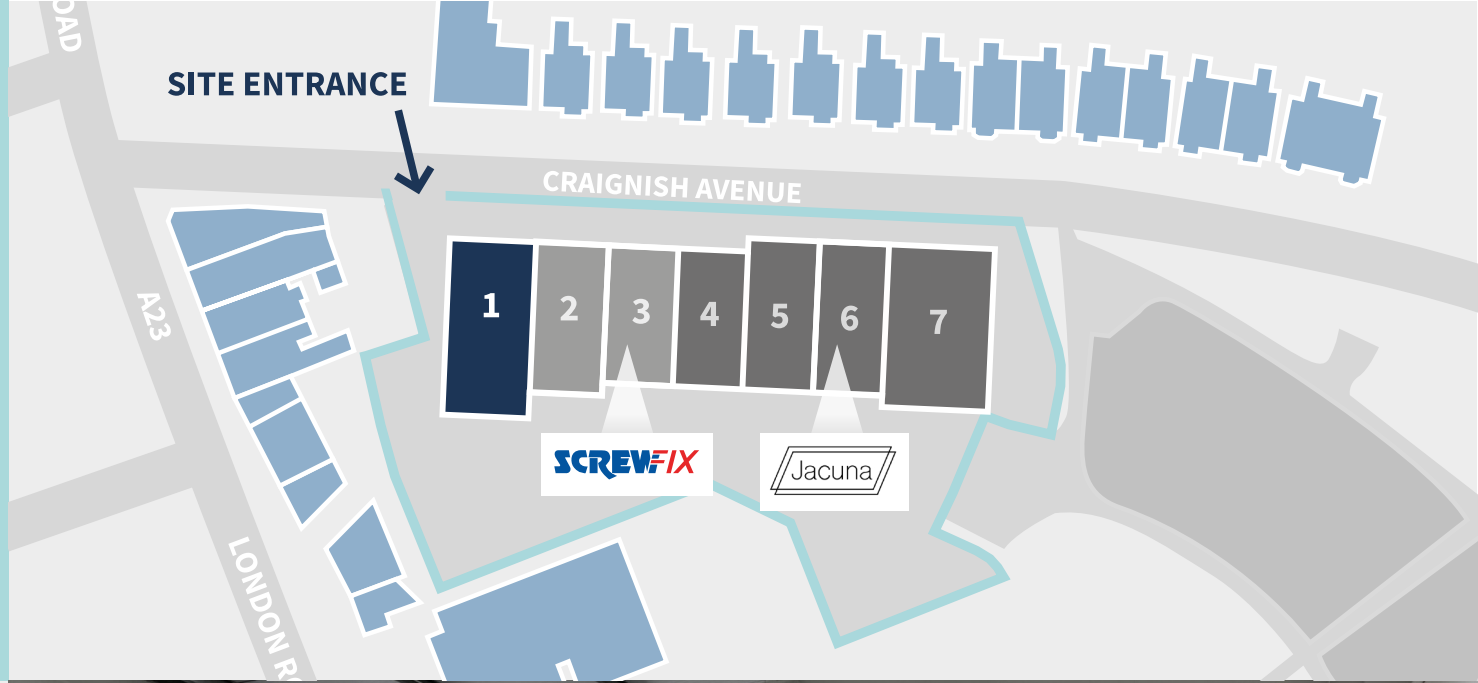 OAD
SITE ENTRANCE
CRAIGNISH AVENUE
1
2
3
4
5
6
7
A23
SCREWFIX
Jacuna
LONDON RO